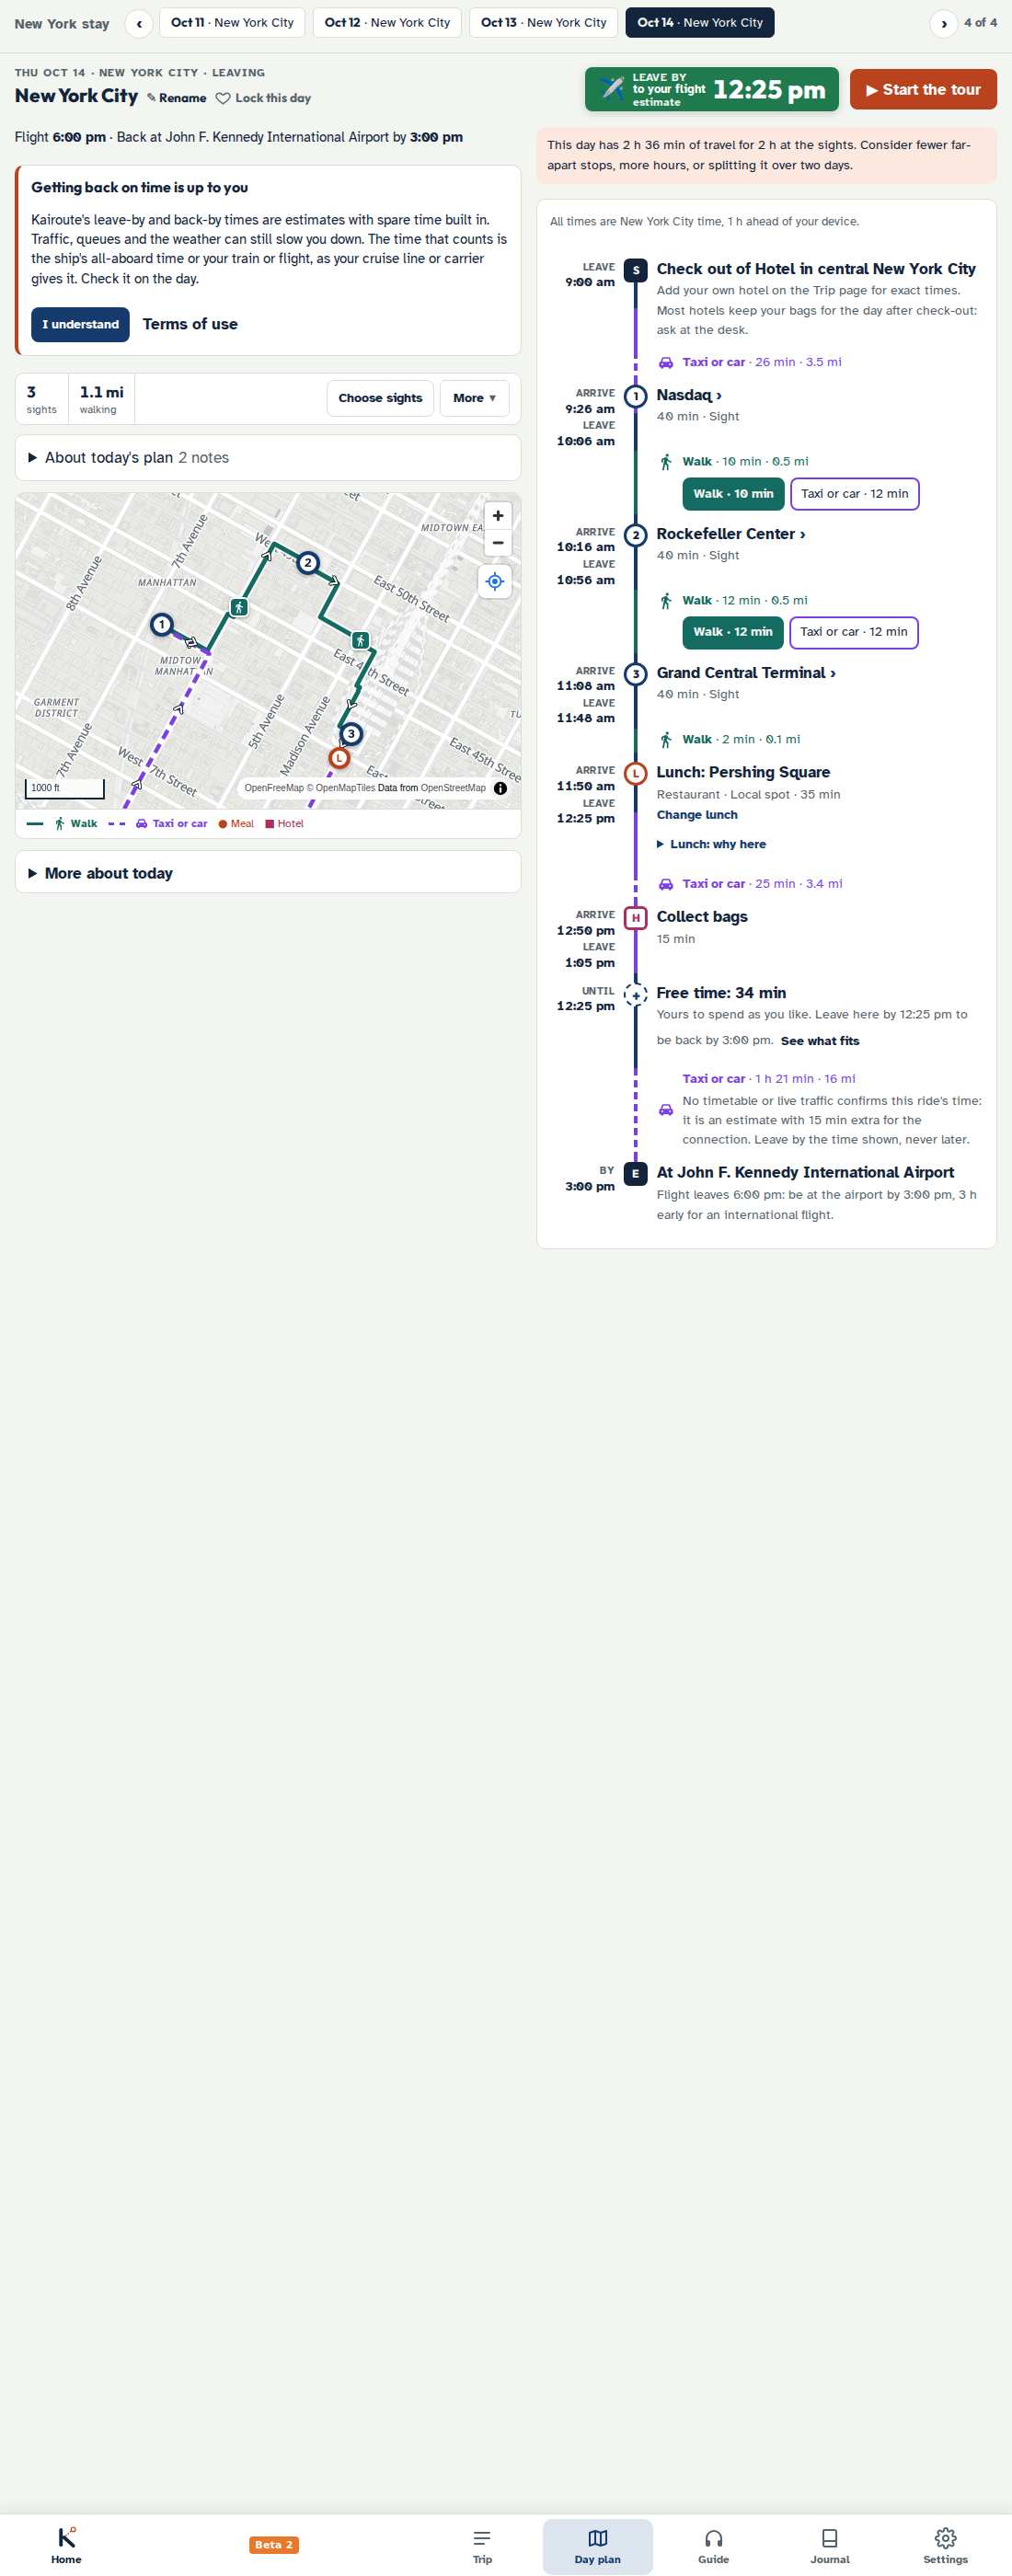 New York stay
‹
Oct 11 · New York City
Oct 12 · New York City
Oct 13 · New York City
Oct 14 · New York City
›
4 of 4
THU OCT 14 · NEW YORK CITY · LEAVING
New York City
✎ Rename
Lock this day
LEAVE BY
to your flight
estimate
12:25 pm
▶ Start the tour
Flight 6:00 pm · Back at John F. Kennedy International Airport by 3:00 pm
Getting back on time is up to you
Kairoute's leave-by and back-by times are estimates with spare time built in.
Traffic, queues and the weather can still slow you down. The time that counts is
the ship's all-aboard time or your train or flight, as your cruise line or carrier
gives it. Check it on the day.
I understand
Terms of use
3
sights
1.1 mi
walking
Choose sights
More ▼
▶ About today's plan 2 notes
MIDTOWN EA
7th Avenue
8th Avenue
MANHATTAN
East 50th Street
1
2
MIDTOW
MANHAT N
East 4 th Street
GARMENT
DISTRICT
5th Avenue
Madison Avenue
3
L
7th Avenue
West 7th Street
East 45th Stree
TU
East
1000 ft
OpenFreeMap © OpenMapTiles Data from OpenStreetMap
Walk
Taxi or car
Meal
Hotel
▶ More about today
This day has 2 h 36 min of travel for 2 h at the sights. Consider fewer far-
apart stops, more hours, or splitting it over two days.
All times are New York City time, 1 h ahead of your device.
LEAVE
9:00 am
S
Check out of Hotel in central New York City
Add your own hotel on the Trip page for exact times.
Most hotels keep your bags for the day after check-out:
ask at the desk.
Taxi or car · 26 min · 3.5 mi
ARRIVE
9:26 am
LEAVE
10:06 am
1
Nasdaq ›
40 min · Sight
Walk · 10 min · 0.5 mi
Walk · 10 min
Taxi or car · 12 min
ARRIVE
10:16 am
LEAVE
10:56 am
2
Rockefeller Center ›
40 min · Sight
Walk · 12 min · 0.5 mi
Walk · 12 min
Taxi or car · 12 min
ARRIVE
11:08 am
LEAVE
11:48 am
3
Grand Central Terminal ›
40 min · Sight
Walk · 2 min · 0.1 mi
ARRIVE
11:50 am
LEAVE
12:25 pm
L
Lunch: Pershing Square
Restaurant · Local spot · 35 min
Change lunch
▶ Lunch: why here
Taxi or car · 25 min · 3.4 mi
ARRIVE
12:50 pm
LEAVE
1:05 pm
H
Collect bags
15 min
UNTIL
12:25 pm
+
Free time: 34 min
Yours to spend as you like. Leave here by 12:25 pm to
be back by 3:00 pm. See what fits
Taxi or car · 1 h 21 min · 16 mi
No timetable or live traffic confirms this ride's time:
it is an estimate with 15 min extra for the
connection. Leave by the time shown, never later.
BY
3:00 pm
E
At John F. Kennedy International Airport
Flight leaves 6:00 pm: be at the airport by 3:00 pm, 3 h
early for an international flight.
Home
Beta 2
Trip
Day plan
Guide
Journal
Settings